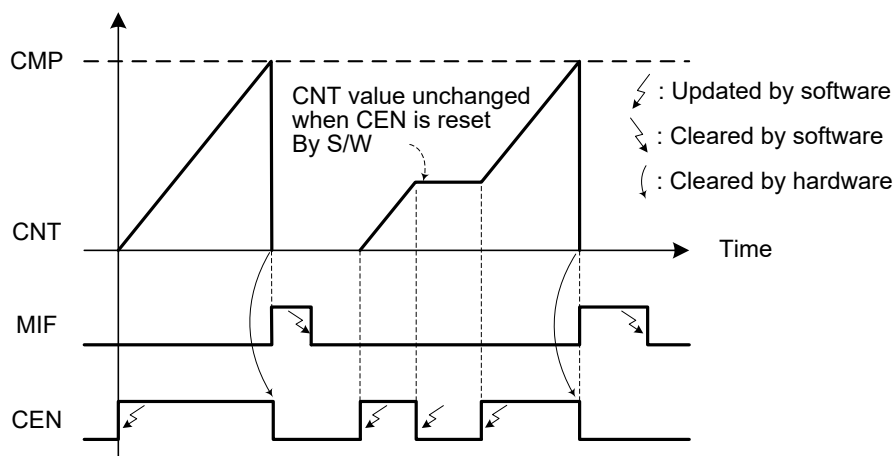 CMP
CNT value unchanged
when CEN is reset
By S/W
: Updated by software
: Cleared by software
: Cleared by hardware
CNT
Time
MIF
CEN